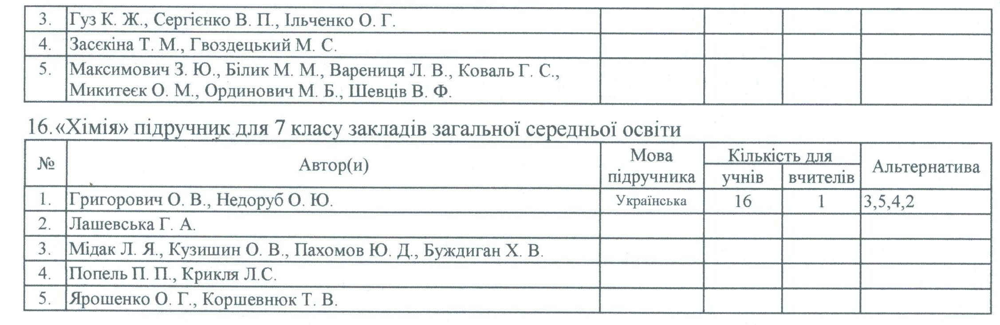 3. Гуз К. Ж., Сергієнко В. П., Ільченко О. Г.
4. Засєкіна Т. М., Гвоздецький М. С.
5. Максимович З. Ю., Білик М. М., Варениця Л. В., Коваль Г. С.,
Микитеєк О. М., Ординович М. Б., Шевців В. Ф.
16. «Хімія» підручник для 7 класу закладів загальної середньої освіти
№ Автор(и) Мова підручника Кількість для Альтернатива
учнів вчителів
1. Григорович О. В., Недоруб О. Ю. Українська 16 1 3,5,4,2
2. Лашевська Г. А.
3. Мідак Л. Я., Кузишин О. В., Пахомов Ю. Д., Буждиган Х. В.
4. Попель П. П., Крикля Л.С.
5. Ярошенко О. Г., Коршевнюк Т. В.